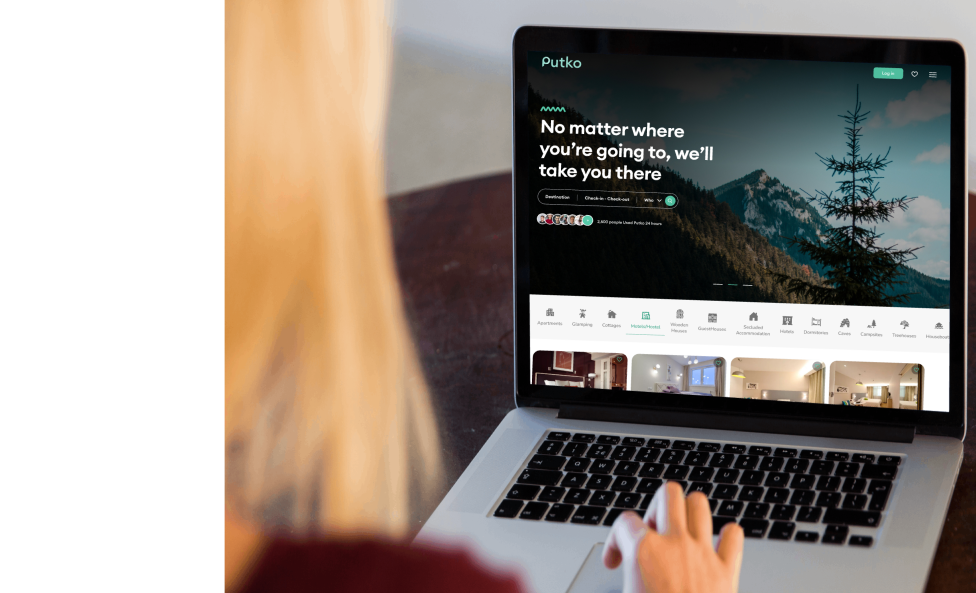 Putko
Log in
No matter where
you're going to, we'll
take you there
Destination
Check-in - Check-out
Who
2,500 people Used Putko 24 hours
Apartments
Glamping
Cottages
Hotels/Hostel
Wooden
Houses
GuestHouses
Secluded
Accommodation
Hotels
Dormitories
Caves
Campsites
Treehouses